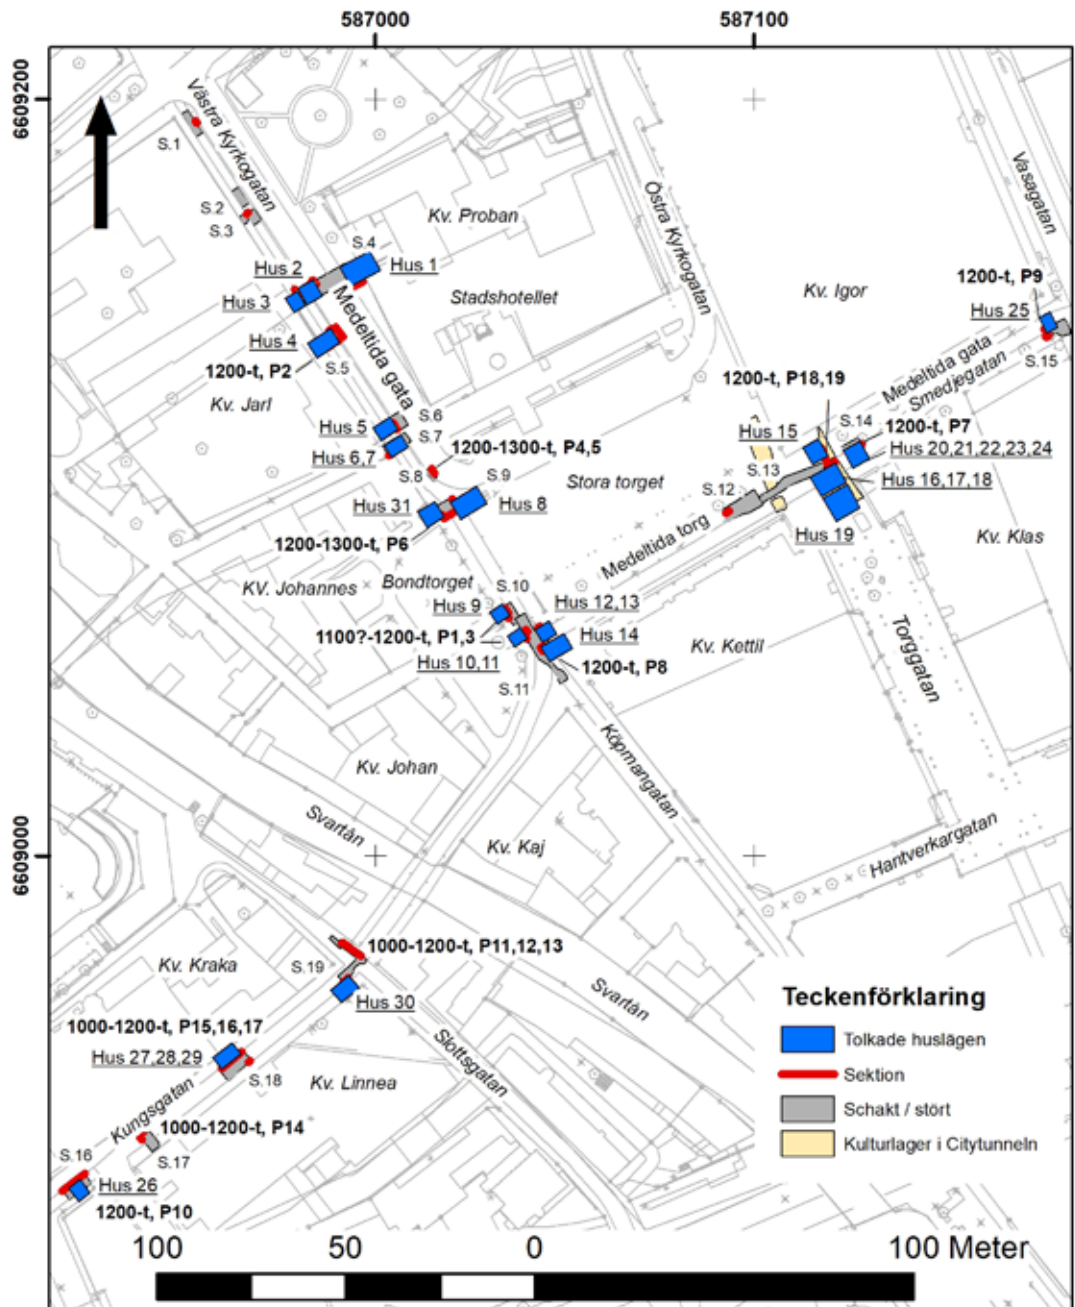 587000
587100
6609200
Västra Kyrkogatan
S.1
S.2
S.3
Kv. Proban
Östra Kyrkogatan
Vasagatan
S.4
Hus 2
Hus 1
Hus 3
Medeltida gata
Stadshotellet
Kv. Igor
1200-t, P9
Hus 25
S.15
Hus 4
S.5
1200-t, P2
Kv. Jarl
Medeltida gata
Smedjegatan
1200-t, P18,19
S.6
S.7
Hus 5
Hus 6,7
1200-1300-t, P4,5
S.8
S.9
Hus 15
S.14
1200-t, P7
Hus 20,21,22,23,24
Hus 16,17,18
S.13
S.12
Stora torget
Hus 31
Hus 8
1200-1300-t, P6
Hus 19
Kv. Klas
Medeltida torg
KV. Johannes
Bondtorget
S.10
Hus 9
Hus 12,13
1100?-1200-t, P1,3
Hus 14
Hus 10,11
1200-t, P8
S.11
Kv. Kettil
Torggatan
Köpmangatan
Kv. Johan
Svartån
Kv. Kaj
Hantverkargatan
6609000
1000-1200-t, P11,12,13
Kv. Kraka
S.19
Hus 30
Svartån
Slottsgatan
1000-1200-t, P15,16,17
Hus 27,28,29
S.18
Kv. Linnea
Kungsgatan
1000-1200-t, P14
S.17
S.16
Hus 26
1200-t, P10
Teckenförklaring
Tolkade huslägen
Sektion
Schakt / stört
Kulturlager i Citytunneln
100 50 0 100 Meter